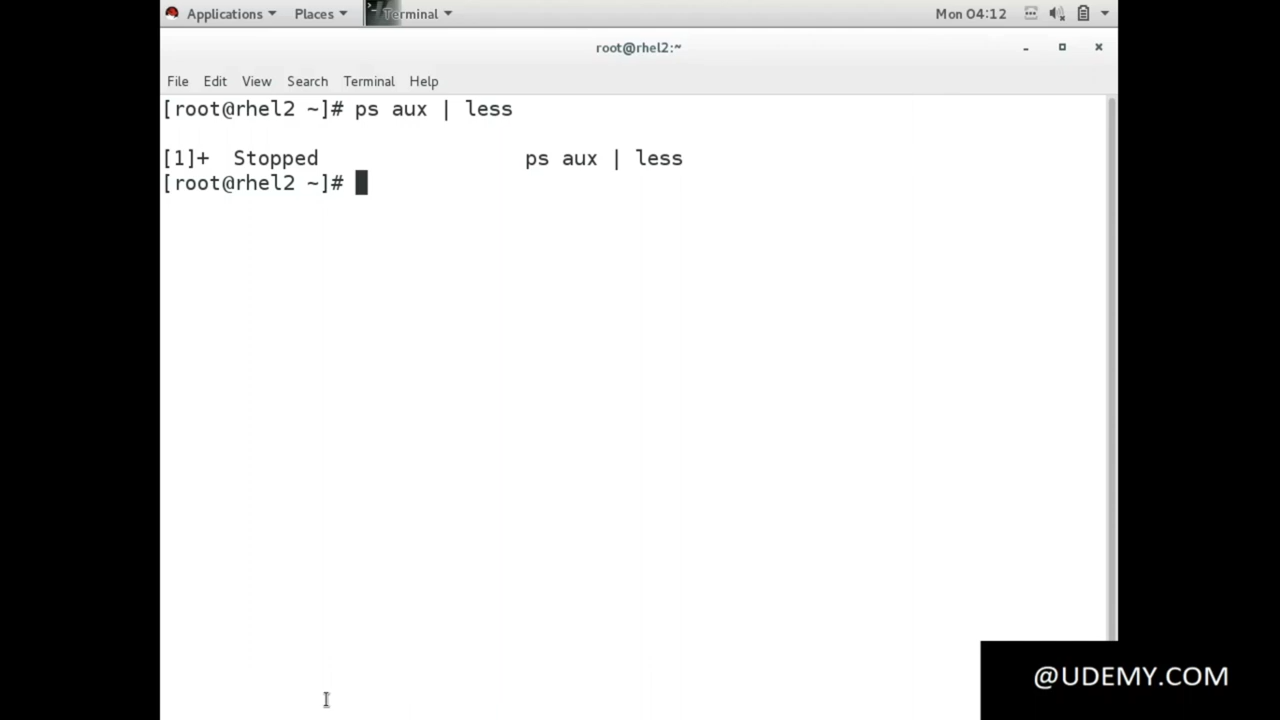 Applications Places Terminal Mon 04:12
root@rhel2:~
File Edit View Search Terminal Help
[root@rhel2 ~]# ps aux | less
[1]+ Stopped ps aux | less
[root@rhel2 ~]#
@UDEMY.COM